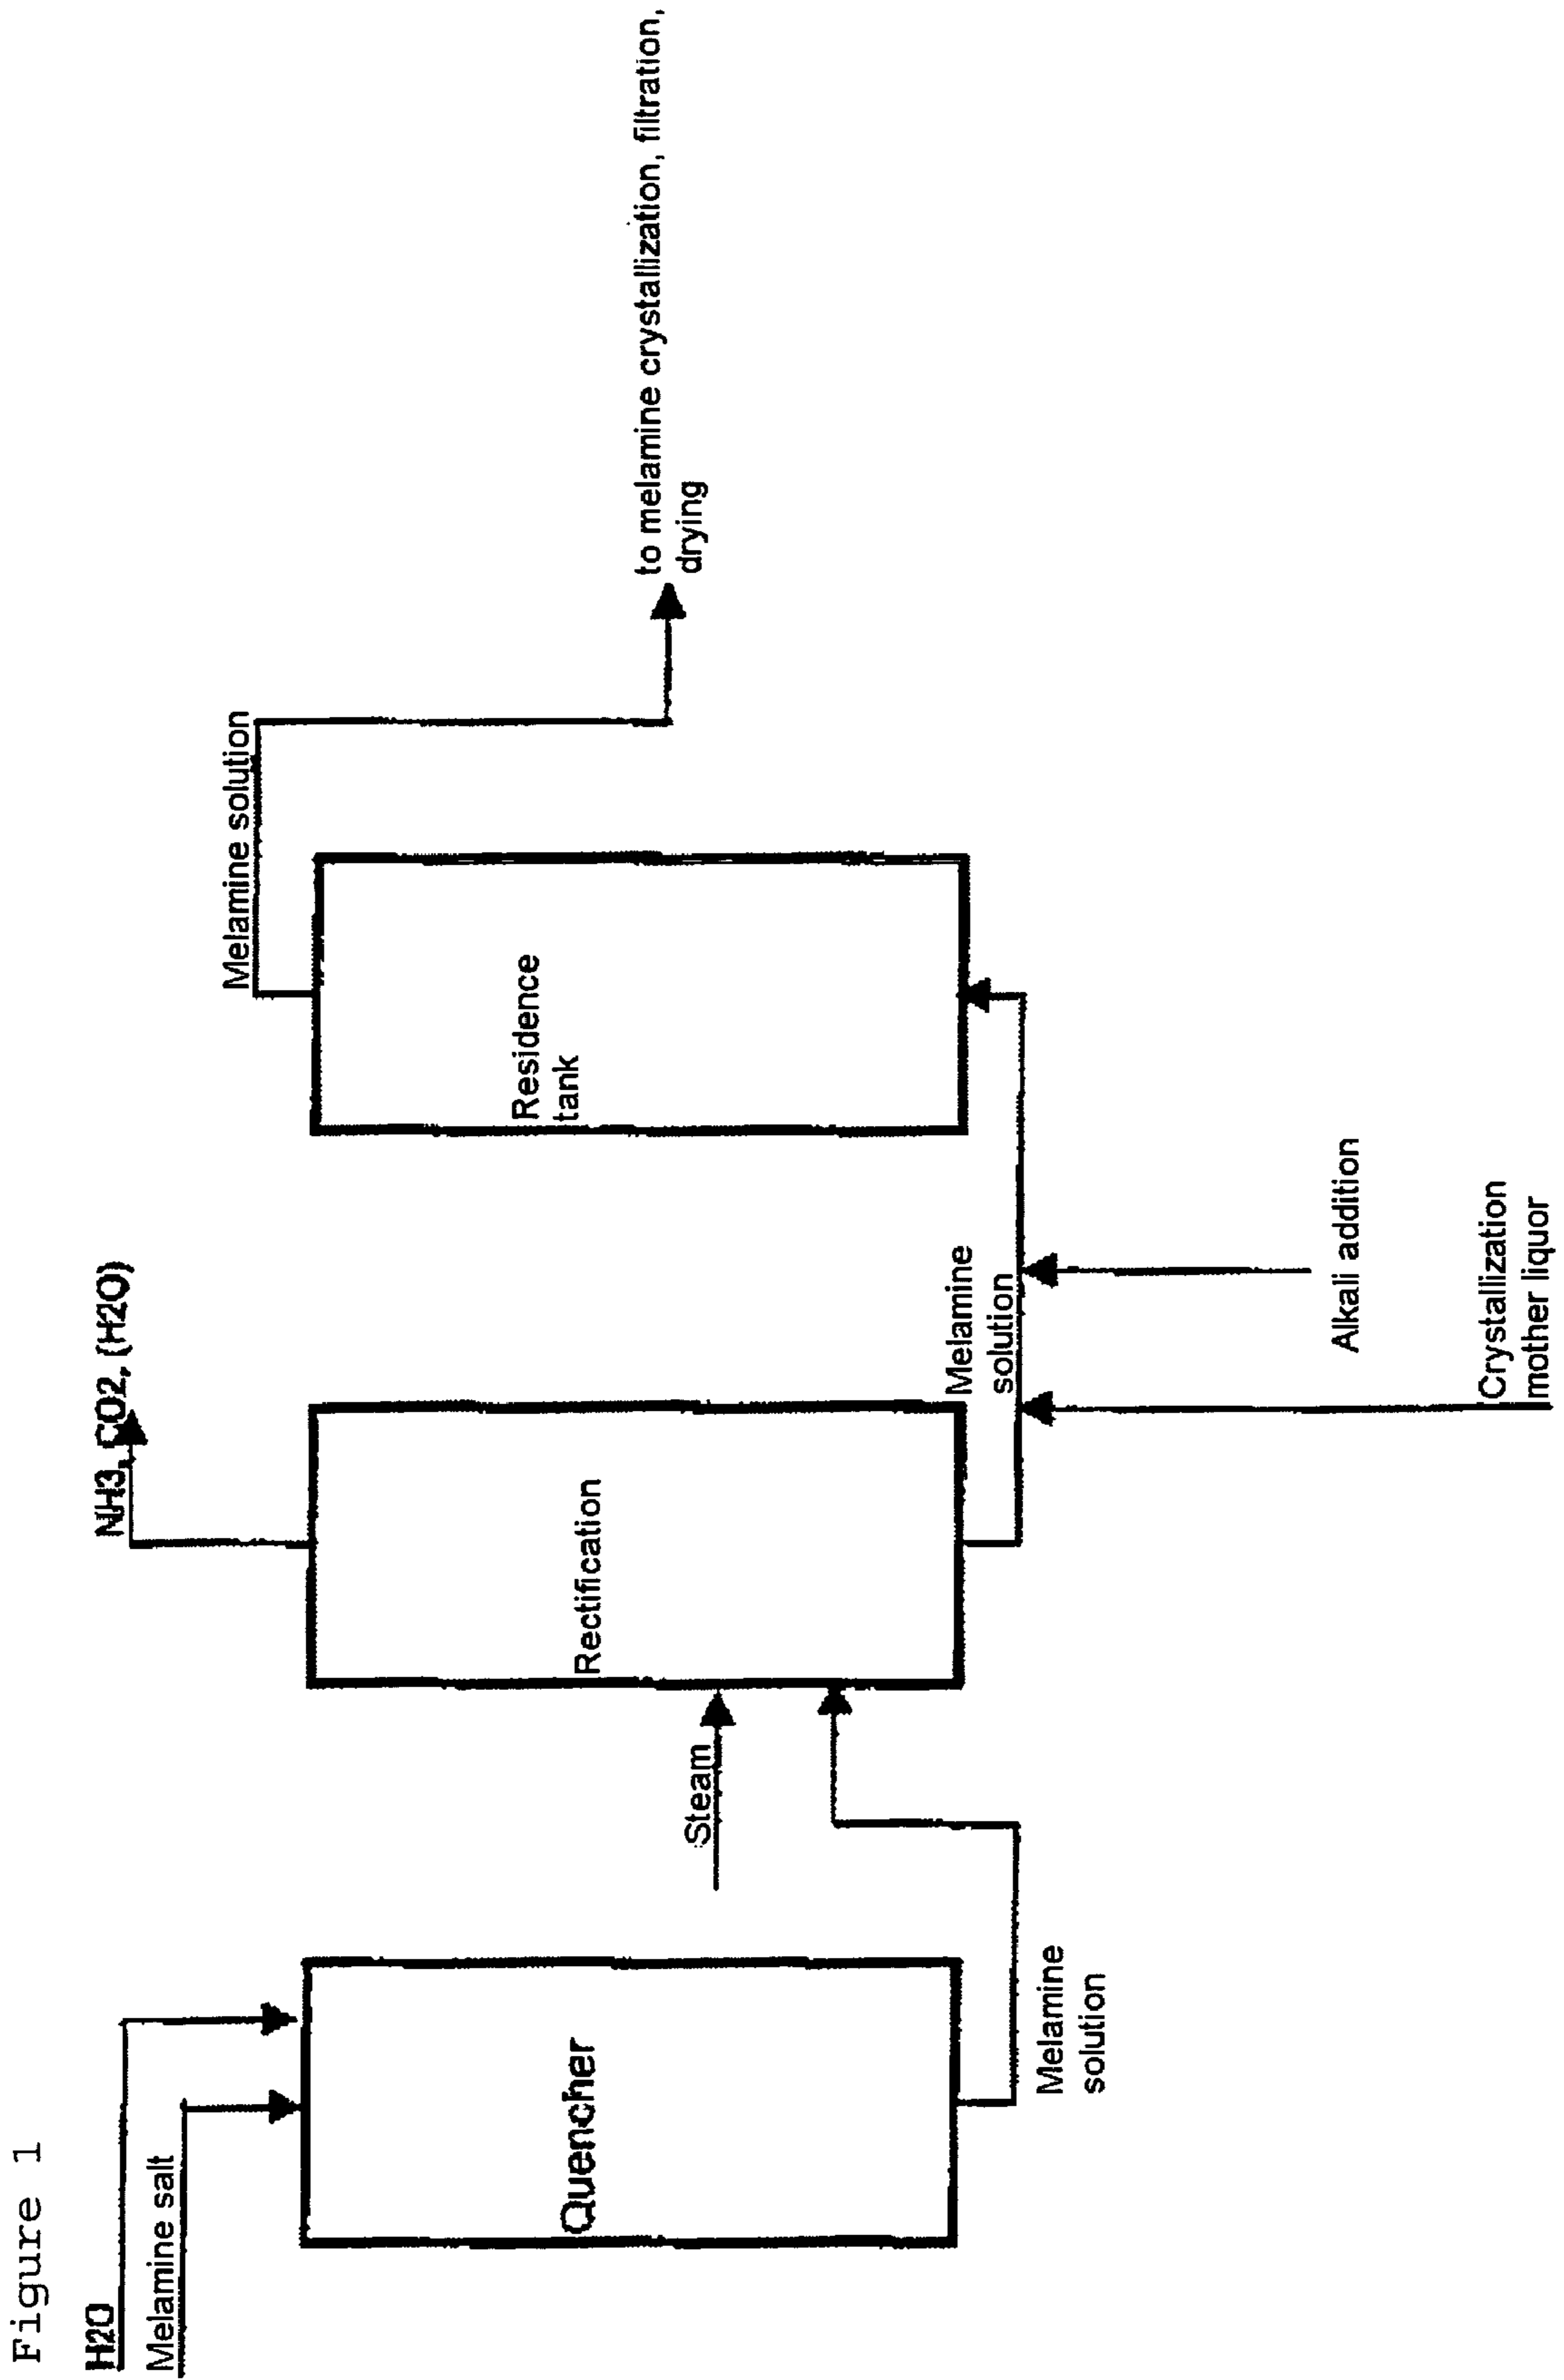 Figure 1
H2O
Melamine salt
Quencher
Melamine
solution
Steam
Rectification
NH3, CO2, (H2O)
Melamine
solution
Crystallization
mother liquor
Alkali addition
Residence
tank
Melamine solution
to melamine crystallization, filtration,
drying